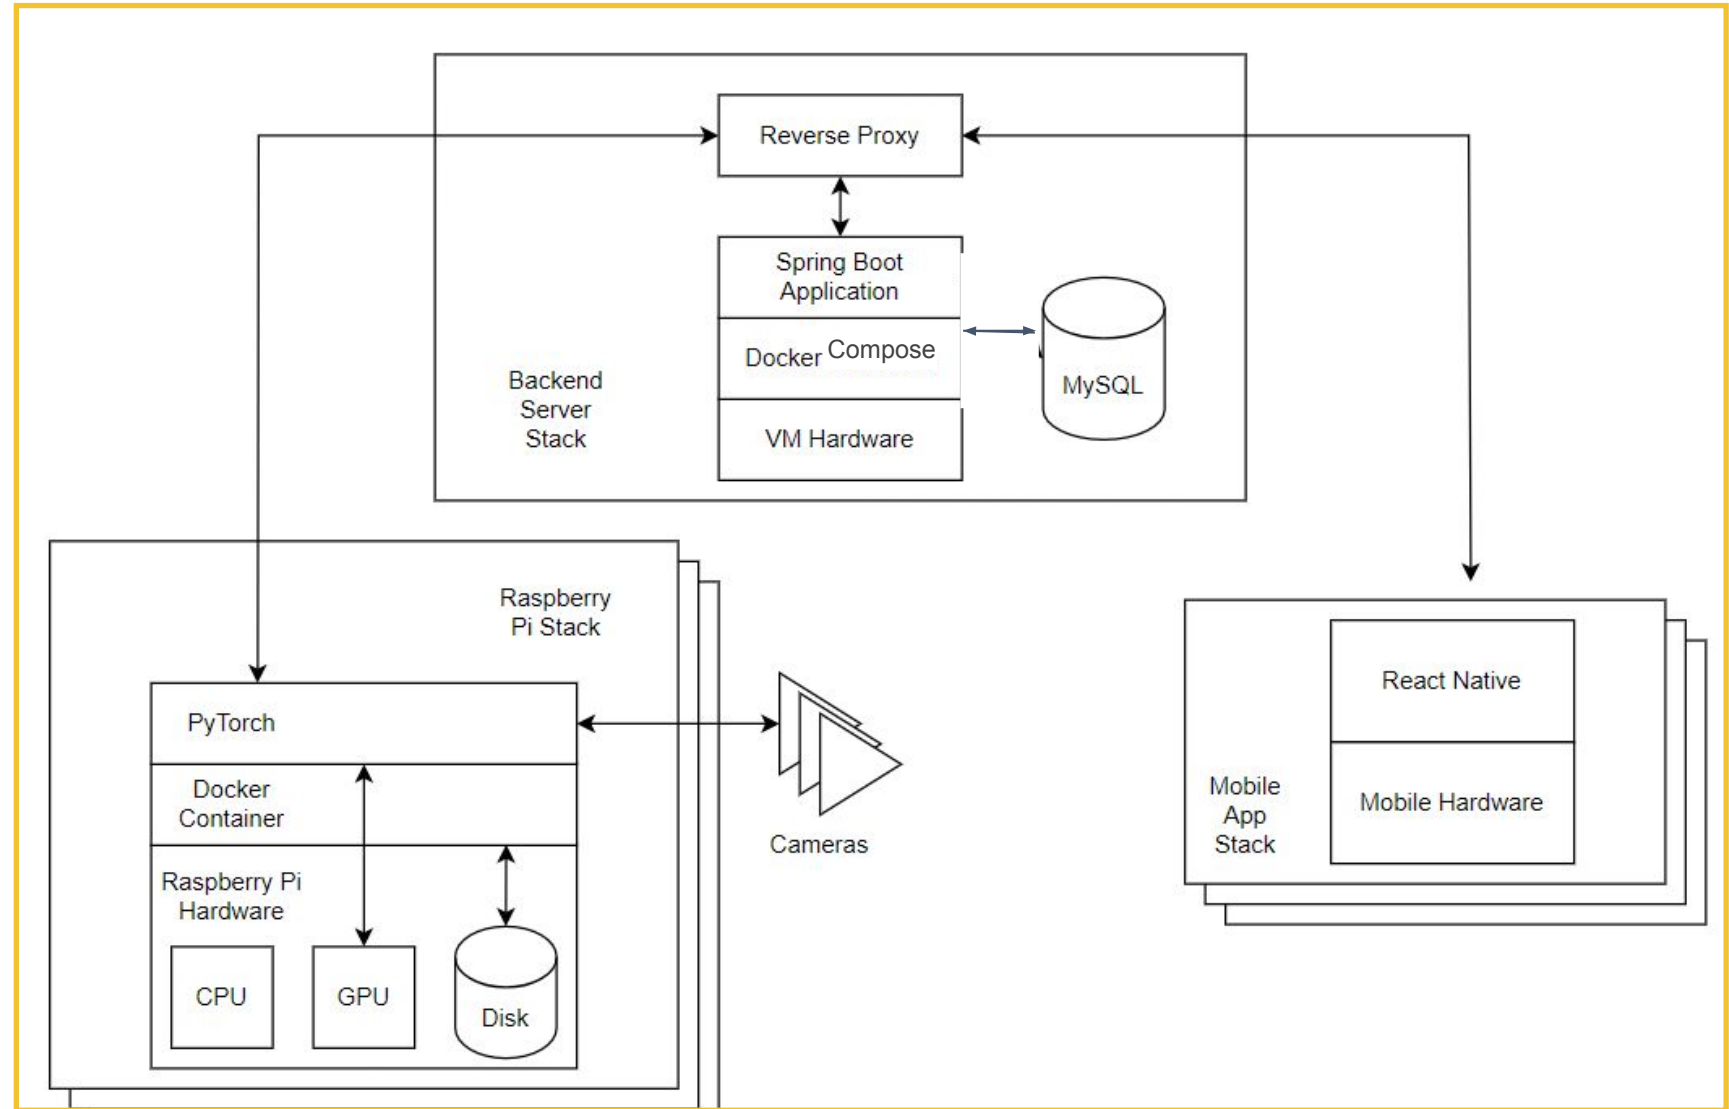 Reverse Proxy
Spring Boot
Application
Docker Compose
VM Hardware
MySQL
Backend
Server
Stack
Raspberry
Pi Stack
PyTorch
Docker
Container
Raspberry Pi
Hardware
CPU
GPU
Disk
Cameras
React Native
Mobile Hardware
Mobile
App
Stack